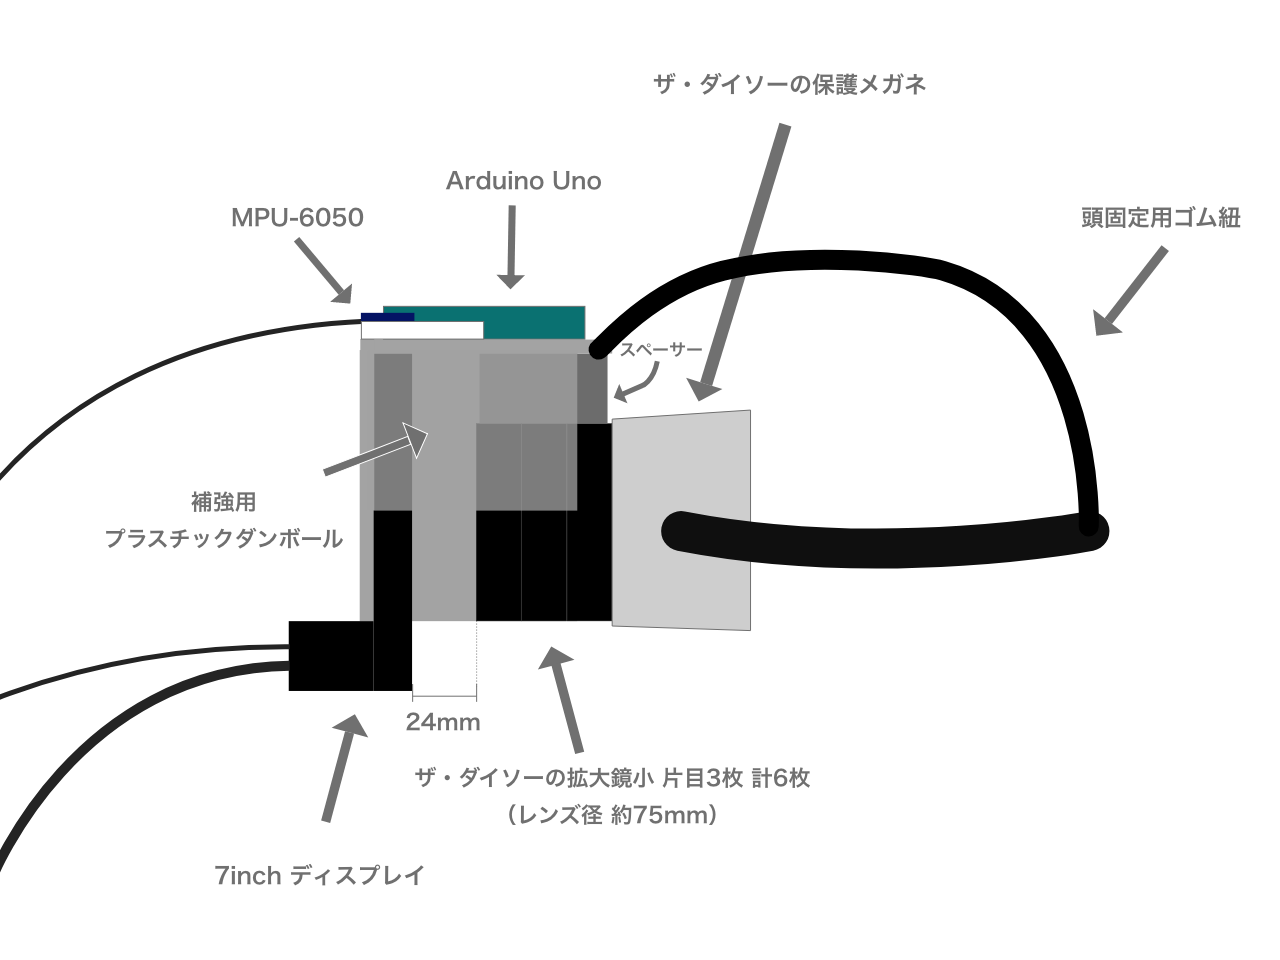 ザ・ダイソーの保護メガネ
Arduino Uno
MPU-6050
頭固定用ゴム紐
スペーサー
補強用
プラスチックダンボール
24mm
ザ・ダイソーの拡大鏡小 片目3枚 計6枚
（レンズ径 約75mm）
7inch ディスプレイ